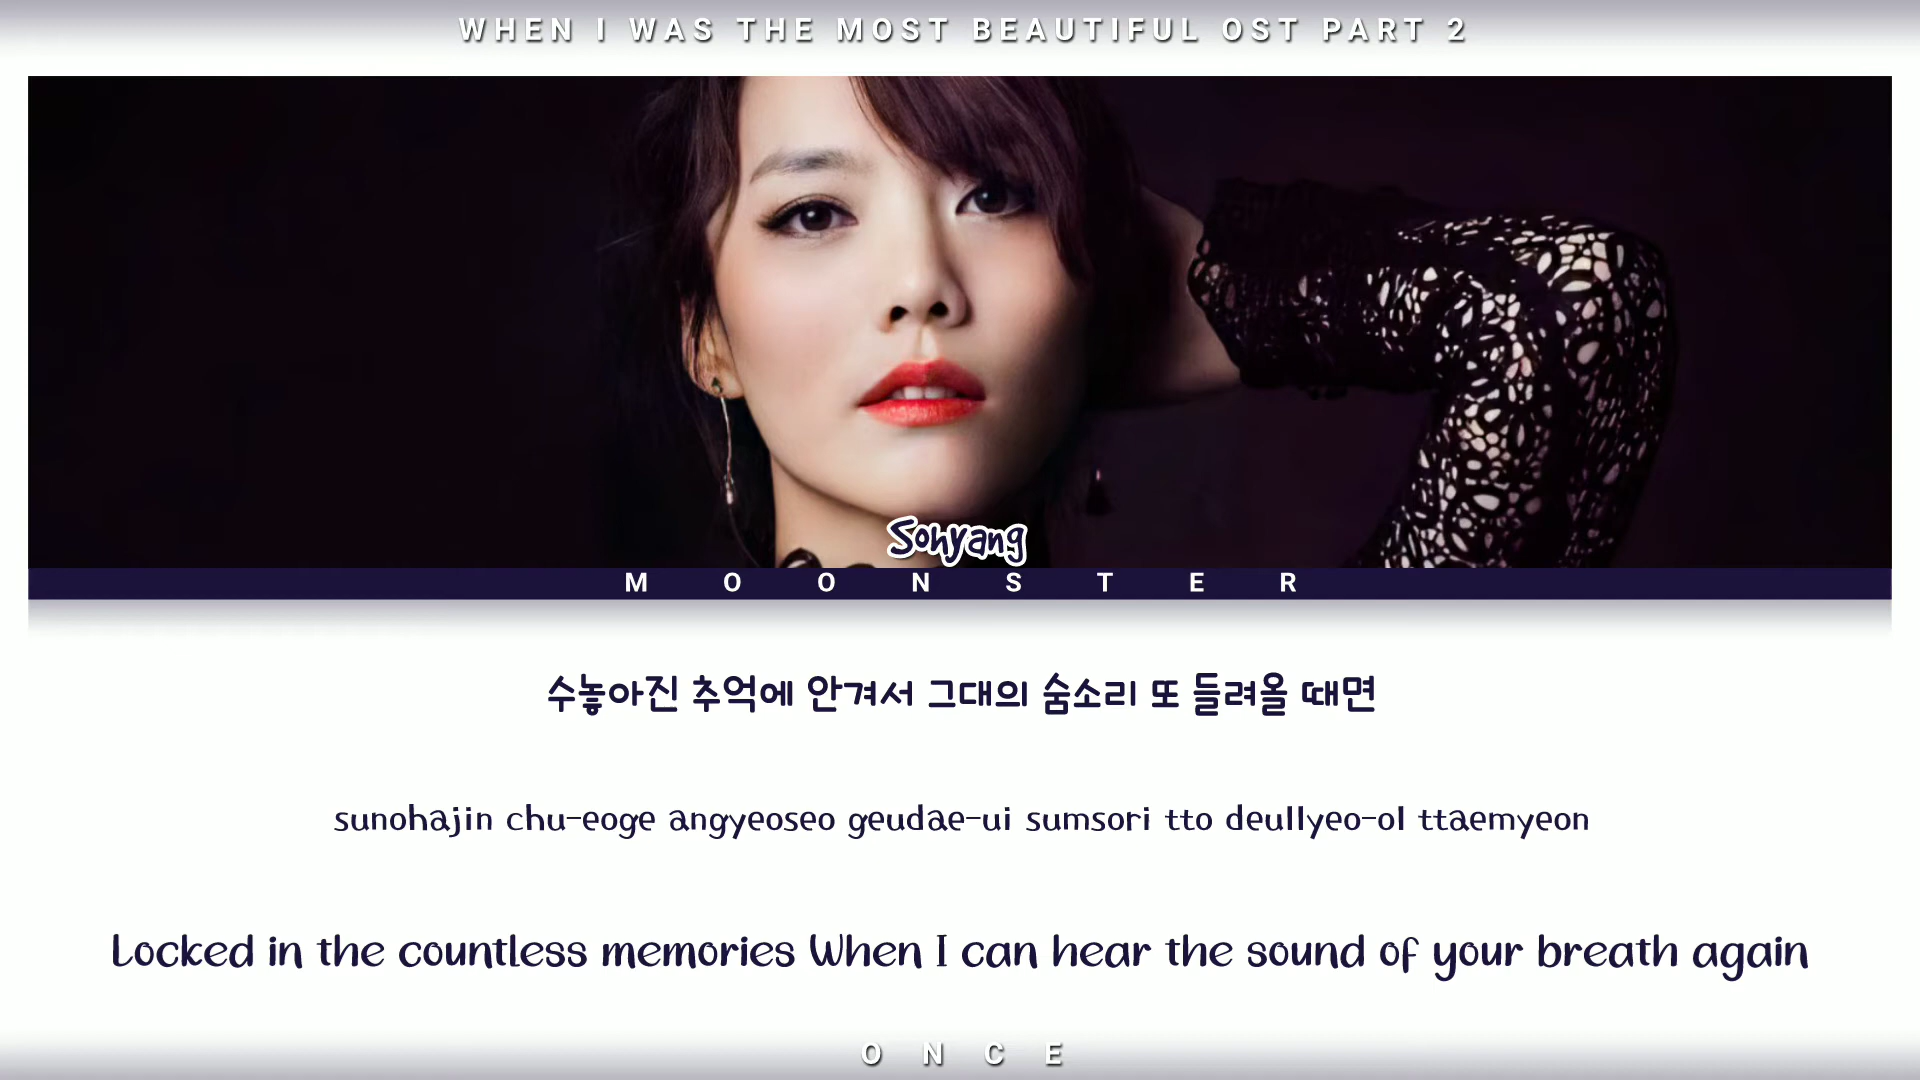 WHEN I WAS THE MOST BEAUTIFUL OST PART 2
Sohyang
MOONSTER
수놓아진 추억에 안겨서 그대의 숨소리 또 들려올 때면
sunohajin chu-eoge angyeoseo geudae-ui sumsori tto deullyeo-ol ttaemyeon
Locked in the countless memories When I can hear the sound of your breath again
ONCE